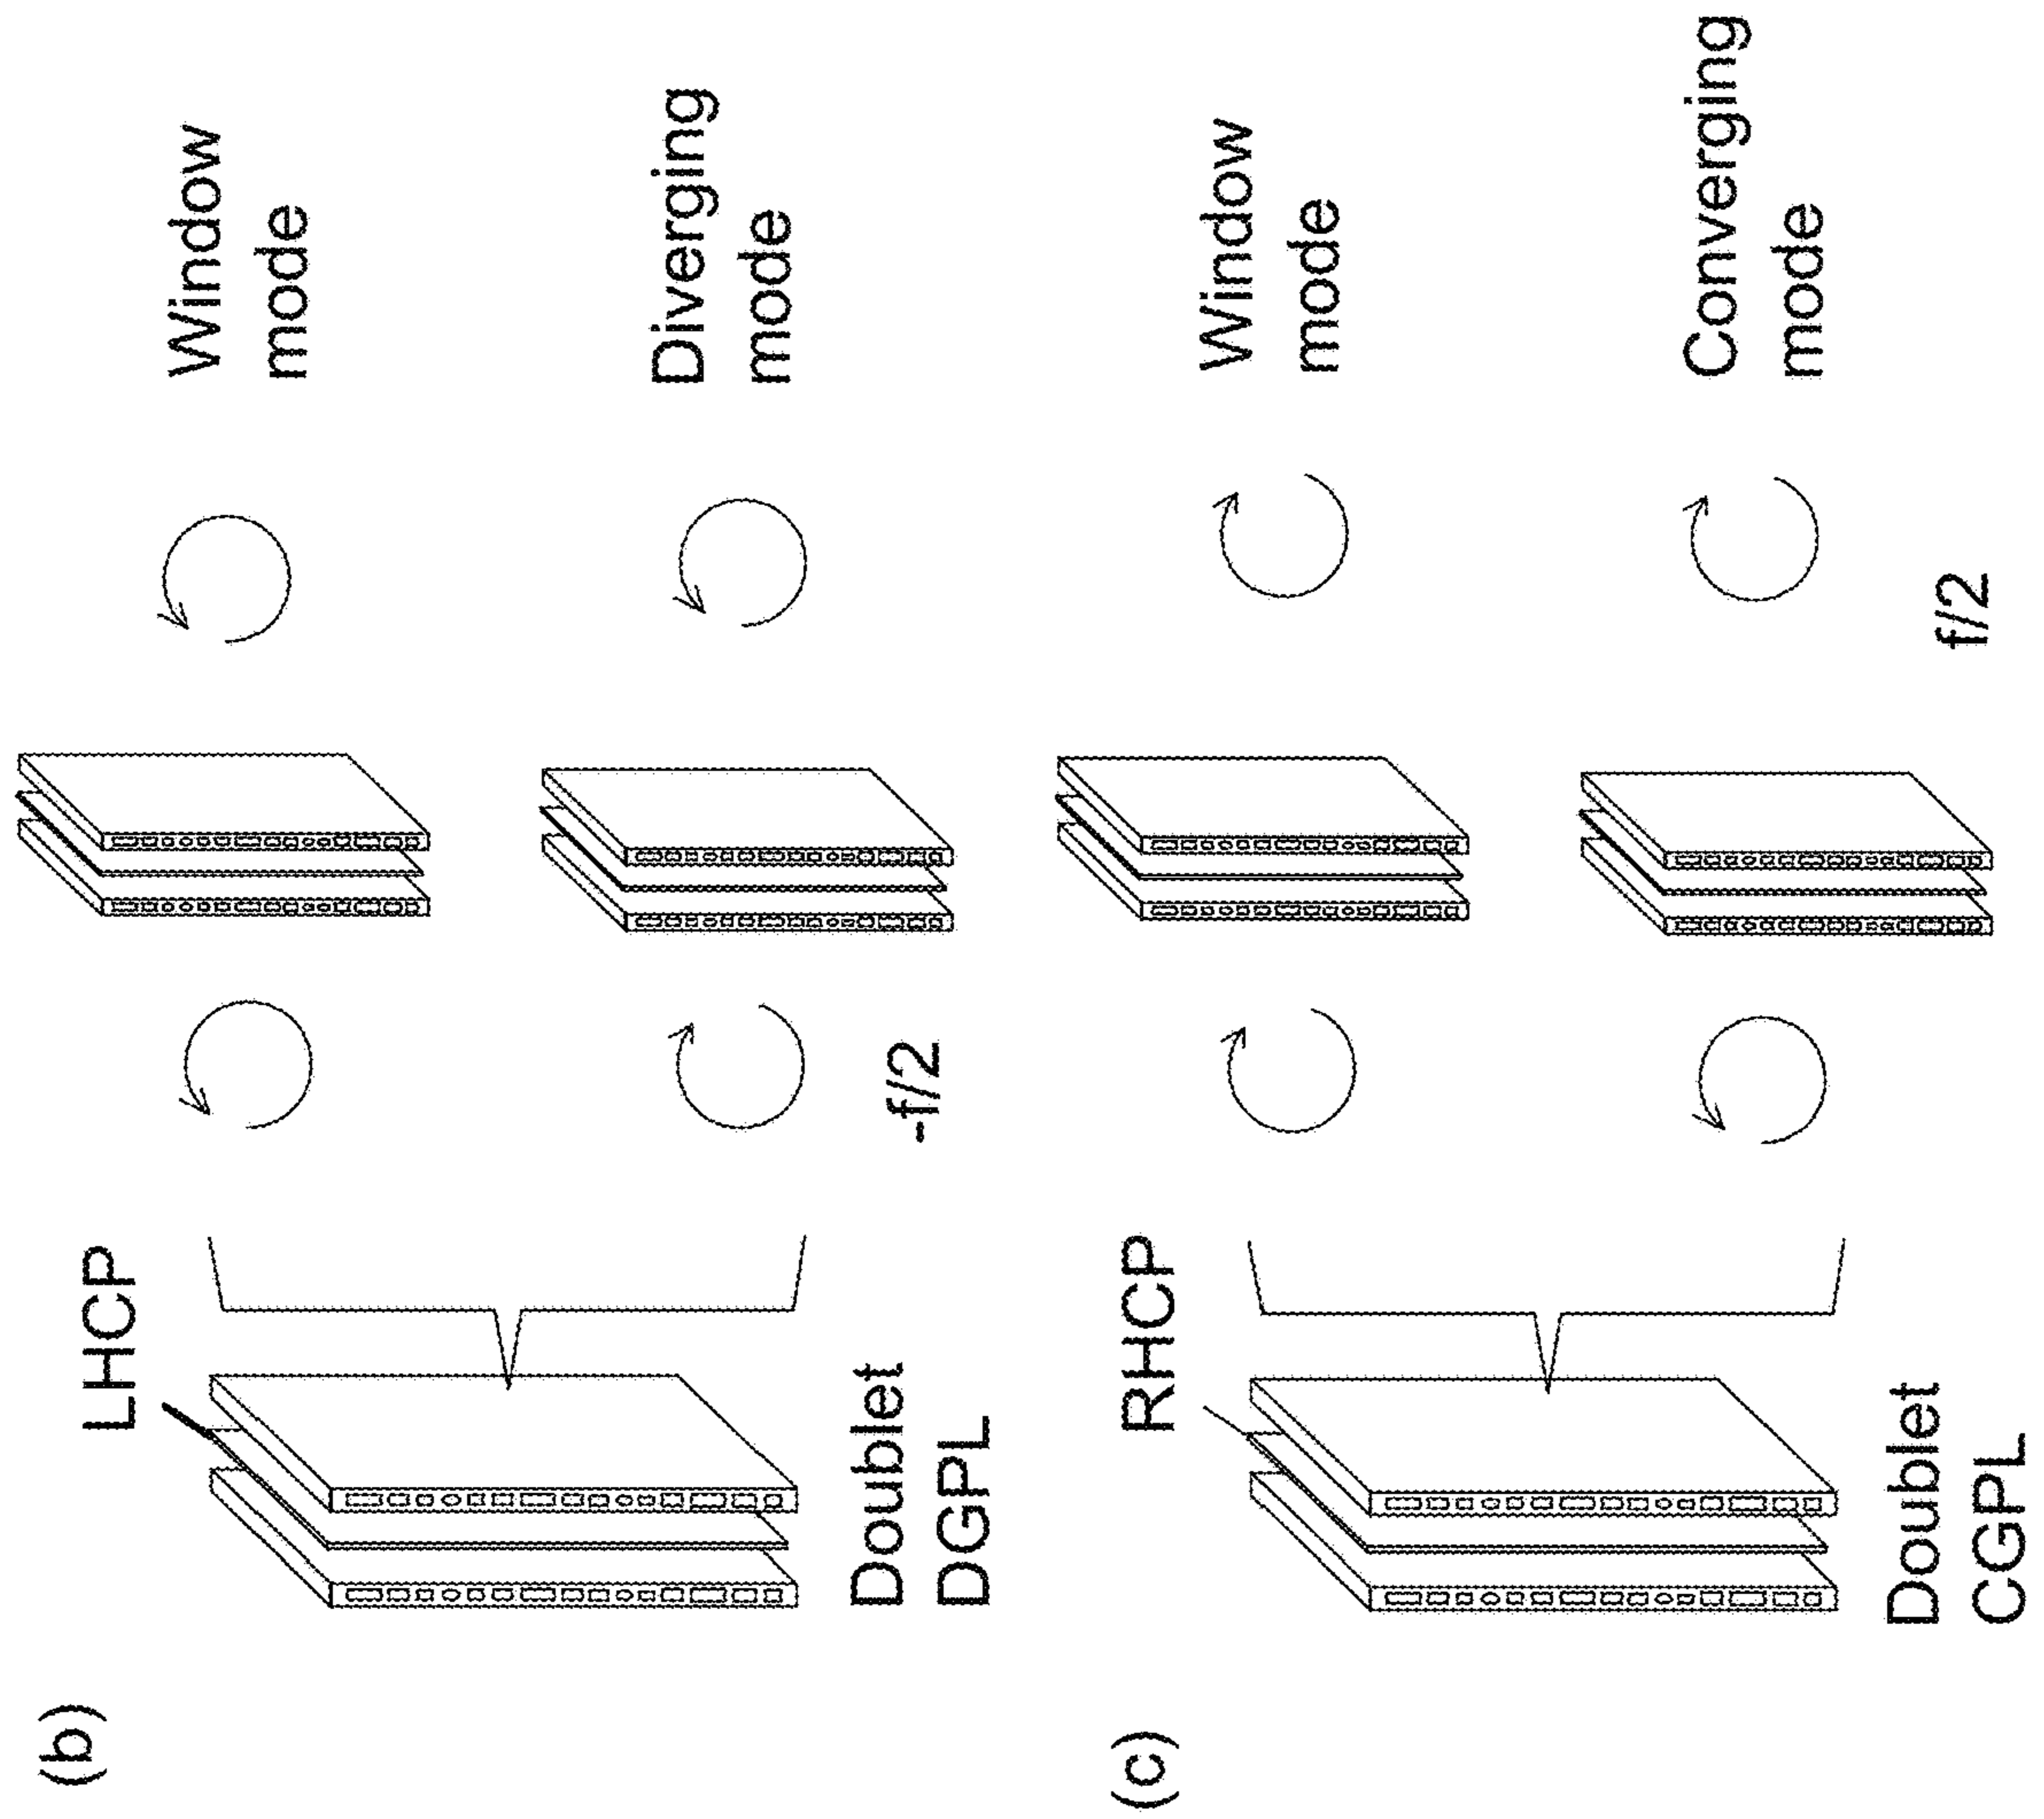 (b)
LHCP
Doublet
DGPL
-f/2
Window
mode
Diverging
mode
(c)
RHCP
Doublet
CGPL
f/2
Window
mode
Converging
mode